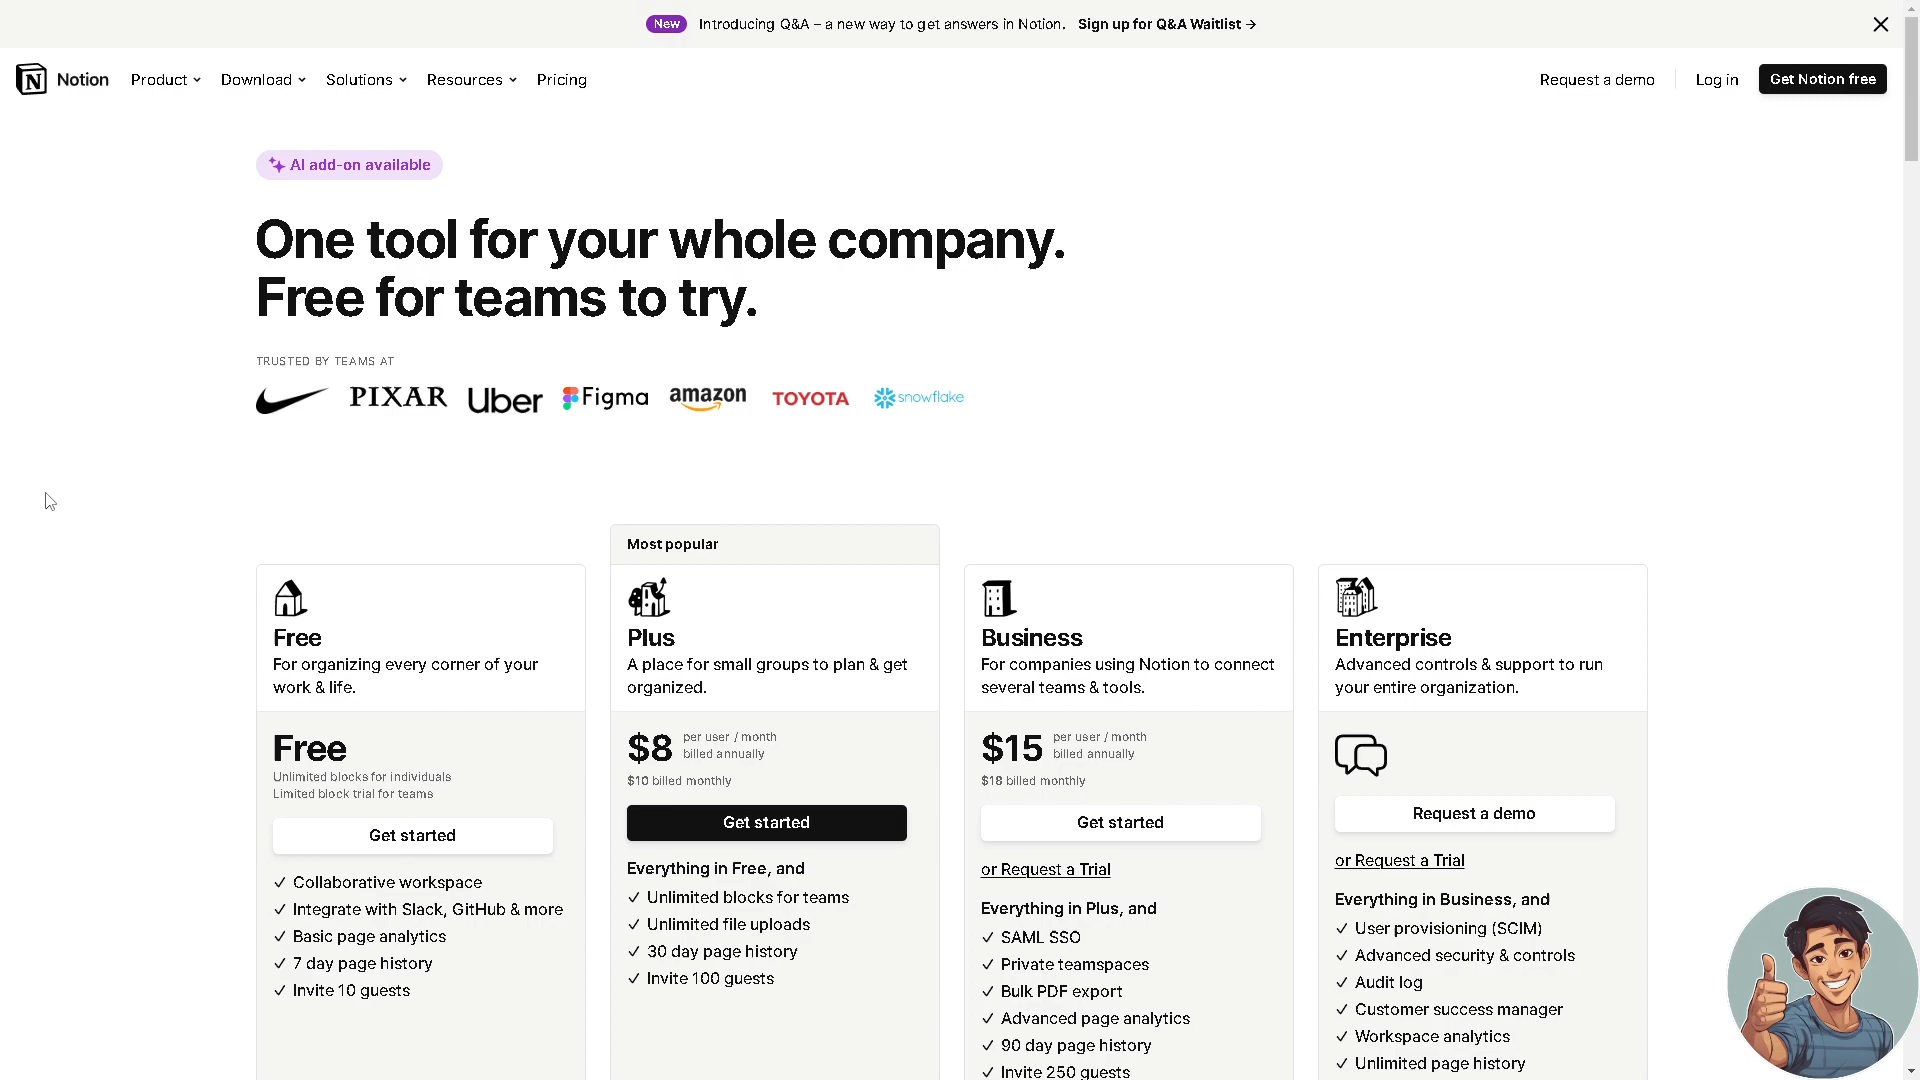 New Introducing Q&A – a new way to get answers in Notion. Sign up for Q&A Waitlist →
Notion Product Download Solutions Resources Pricing Request a demo Log in Get Notion free
AI add-on available
One tool for your whole company.
Free for teams to try.
TRUSTED BY TEAMS AT
PIXAR Uber Figma amazon TOYOTA snowflake
Most popular
Free
For organizing every corner of your
work & life.
Free
Unlimited blocks for individuals
Limited block trial for teams
Get started
✓ Collaborative workspace
✓ Integrate with Slack, GitHub & more
✓ Basic page analytics
✓ 7 day page history
✓ Invite 10 guests
Plus
A place for small groups to plan & get
organized.
$8 per user / month
billed annually
$10 billed monthly
Get started
Everything in Free, and
✓ Unlimited blocks for teams
✓ Unlimited file uploads
✓ 30 day page history
✓ Invite 100 guests
Business
For companies using Notion to connect
several teams & tools.
$15 per user / month
billed annually
$18 billed monthly
Get started
or Request a Trial
Everything in Plus, and
✓ SAML SSO
✓ Private teamspaces
✓ Bulk PDF export
✓ Advanced page analytics
✓ 90 day page history
✓ Invite 250 guests
Enterprise
Advanced controls & support to run
your entire organization.
Request a demo
or Request a Trial
Everything in Business, and
✓ User provisioning (SCIM)
✓ Advanced security & controls
✓ Audit log
✓ Customer success manager
✓ Workspace analytics
✓ Unlimited page history